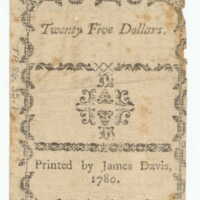 Twenty Five Dollars.
Printed by James Davis,
1780.